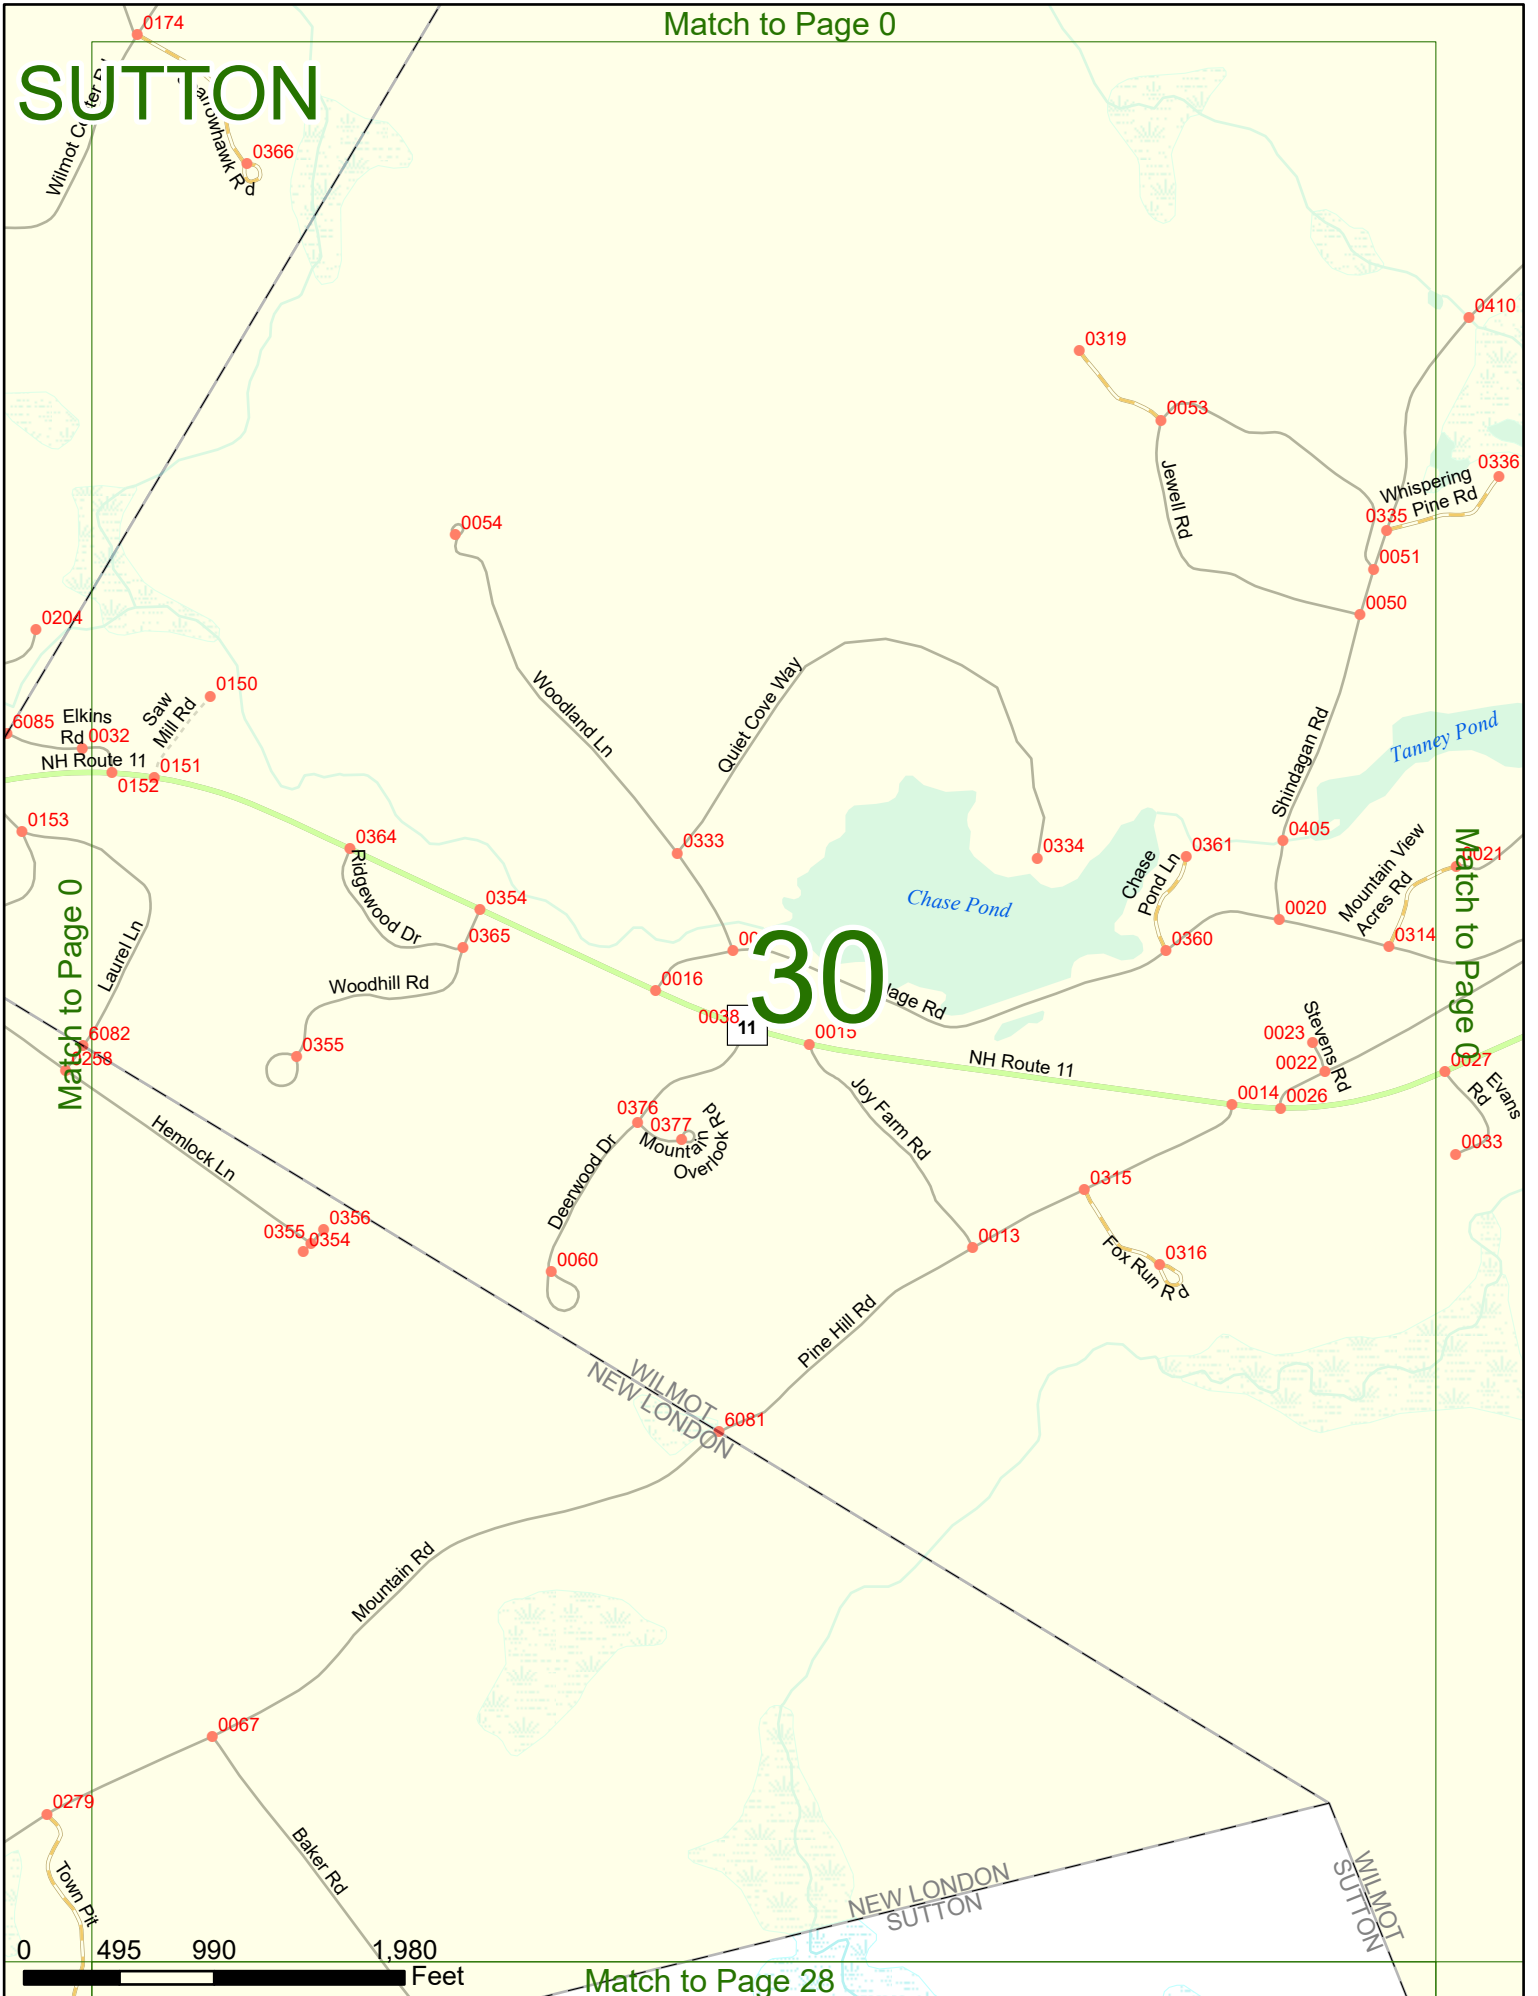 Match to Page 0
0174
SUTTON
Wilmot
Rd
0366
0410
0319
0053
Jewell Rd
Whispering
Pine Rd
0336
0335
0051
0050
0054
0204
0150
Saw
Mill Rd
6085
Elkins
Rd
0032
NH Route 11
0152
0151
Woodland Ln
Quiet Cove Way
Shindagan Rd
Tanney Pond
0153
0364
0333
0334
0361
0405
Chase
Pond Ln
Mountain View
Acres Rd
0021
Match to Page 0
Ridgewood Dr
0354
0365
Chase Pond
0020
0314
0360
Match to Page 0
Laurel Ln
Woodhill Rd
0016
30
0038
11
0015
NH Route 11
0023
Stevens Rd
0022
0027
Evans
Rd
0014
0026
0033
6082
0258
0355
0376
0377
Mountain
Overlook Rd
Joy Farm Rd
Hemlock Ln
Deerwood Dr
0315
0356
0355
0354
0013
0316
Fox Run Rd
0060
Pine Hill Rd
WILMOT
NEW LONDON
6081
Mountain Rd
0067
0279
Town Pit
Baker Rd
NEW LONDON
SUTTON
WILMOT
SUTTON
0 495 990 1,980
Feet
Match to Page 28